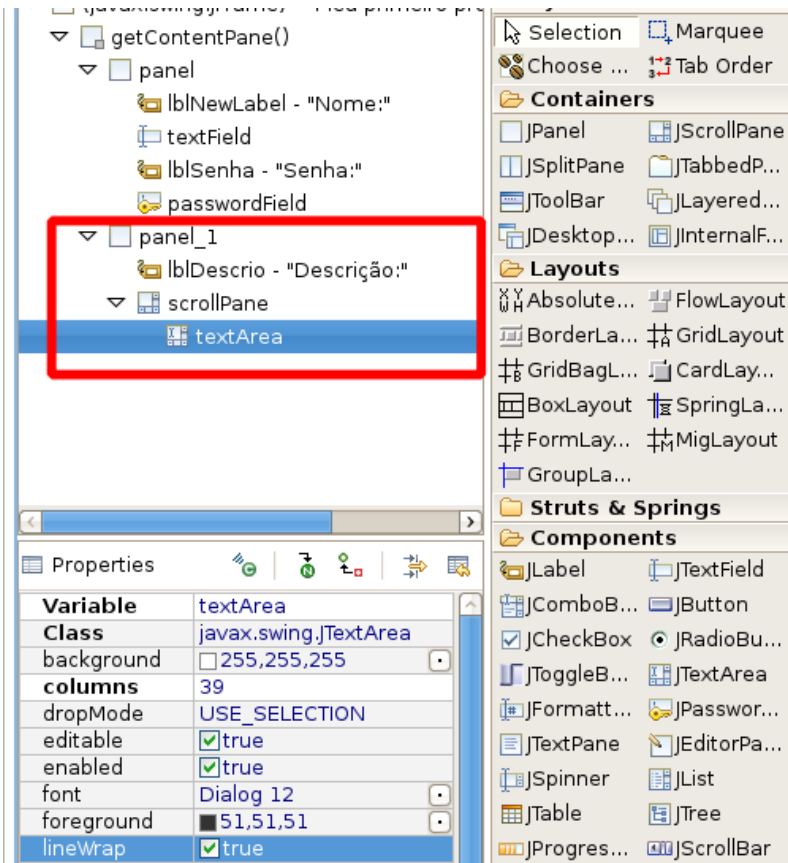 (javax.swing.JFrame) - "Meu primeiro pro
getContentPane()
panel
lblNewLabel - "Nome:"
textField
lblSenha - "Senha:"
passwordField
panel_1
lblDescrio - "Descrição:"
scrollPane
textArea
Properties
Variable textArea
Class javax.swing.JTextArea
background 255,255,255
columns 39
dropMode USE_SELECTION
editable true
enabled true
font Dialog 12
foreground 51,51,51
lineWrap true
Selection Marquee
Choose ... Tab Order
Containers
JPanel JScrollPane
JSplitPane JTabbedP...
JToolBar JLayered...
JDesktop... JInternalF...
Layouts
Absolute... FlowLayout
BorderLa... GridLayout
GridBagL... CardLay...
BoxLayout SpringLa...
FormLay... MigLayout
GroupLa...
Struts & Springs
Components
JLabel JTextField
JComboB... JButton
JCheckBox JRadioBu...
JToggleB... JTextArea
JFormatt... JPasswor...
JTextPane JEditorPa...
JSpinner JList
JTable JTree
JProgres... JScrollBar